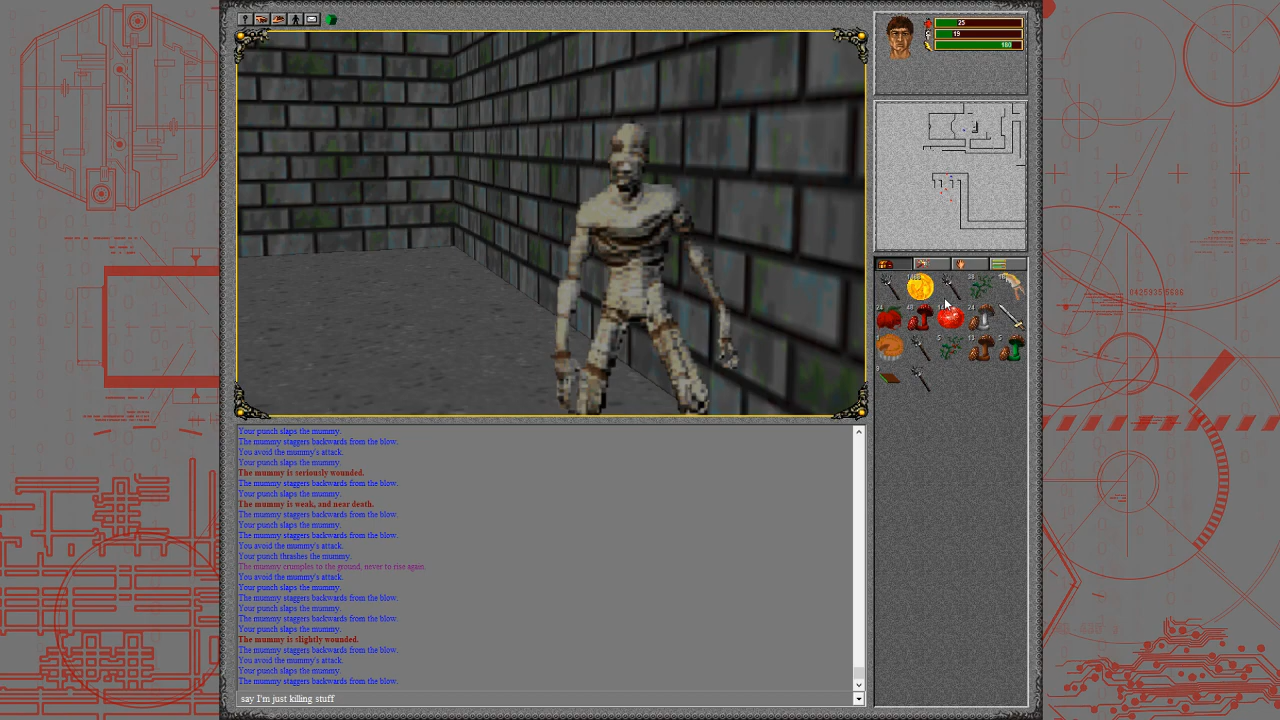 25
19
180
38
24
24
5
13
5
9
Your punch slaps the mummy.
The mummy staggers backwards from the blow.
You avoid the mummy's attack.
Your punch slaps the mummy.
The mummy is seriously wounded.
The mummy staggers backwards from the blow.
Your punch slaps the mummy.
The mummy is weak, and near death.
The mummy staggers backwards from the blow.
Your punch slaps the mummy.
The mummy staggers backwards from the blow.
You avoid the mummy's attack.
Your punch thrashes the mummy.
The mummy crumples to the ground, never to rise again.
You avoid the mummy's attack.
Your punch slaps the mummy.
The mummy staggers backwards from the blow.
Your punch slaps the mummy.
The mummy staggers backwards from the blow.
Your punch slaps the mummy.
The mummy is slightly wounded.
The mummy staggers backwards from the blow.
You avoid the mummy's attack.
Your punch slaps the mummy.
The mummy staggers backwards from the blow.
say I'm just killing stuff